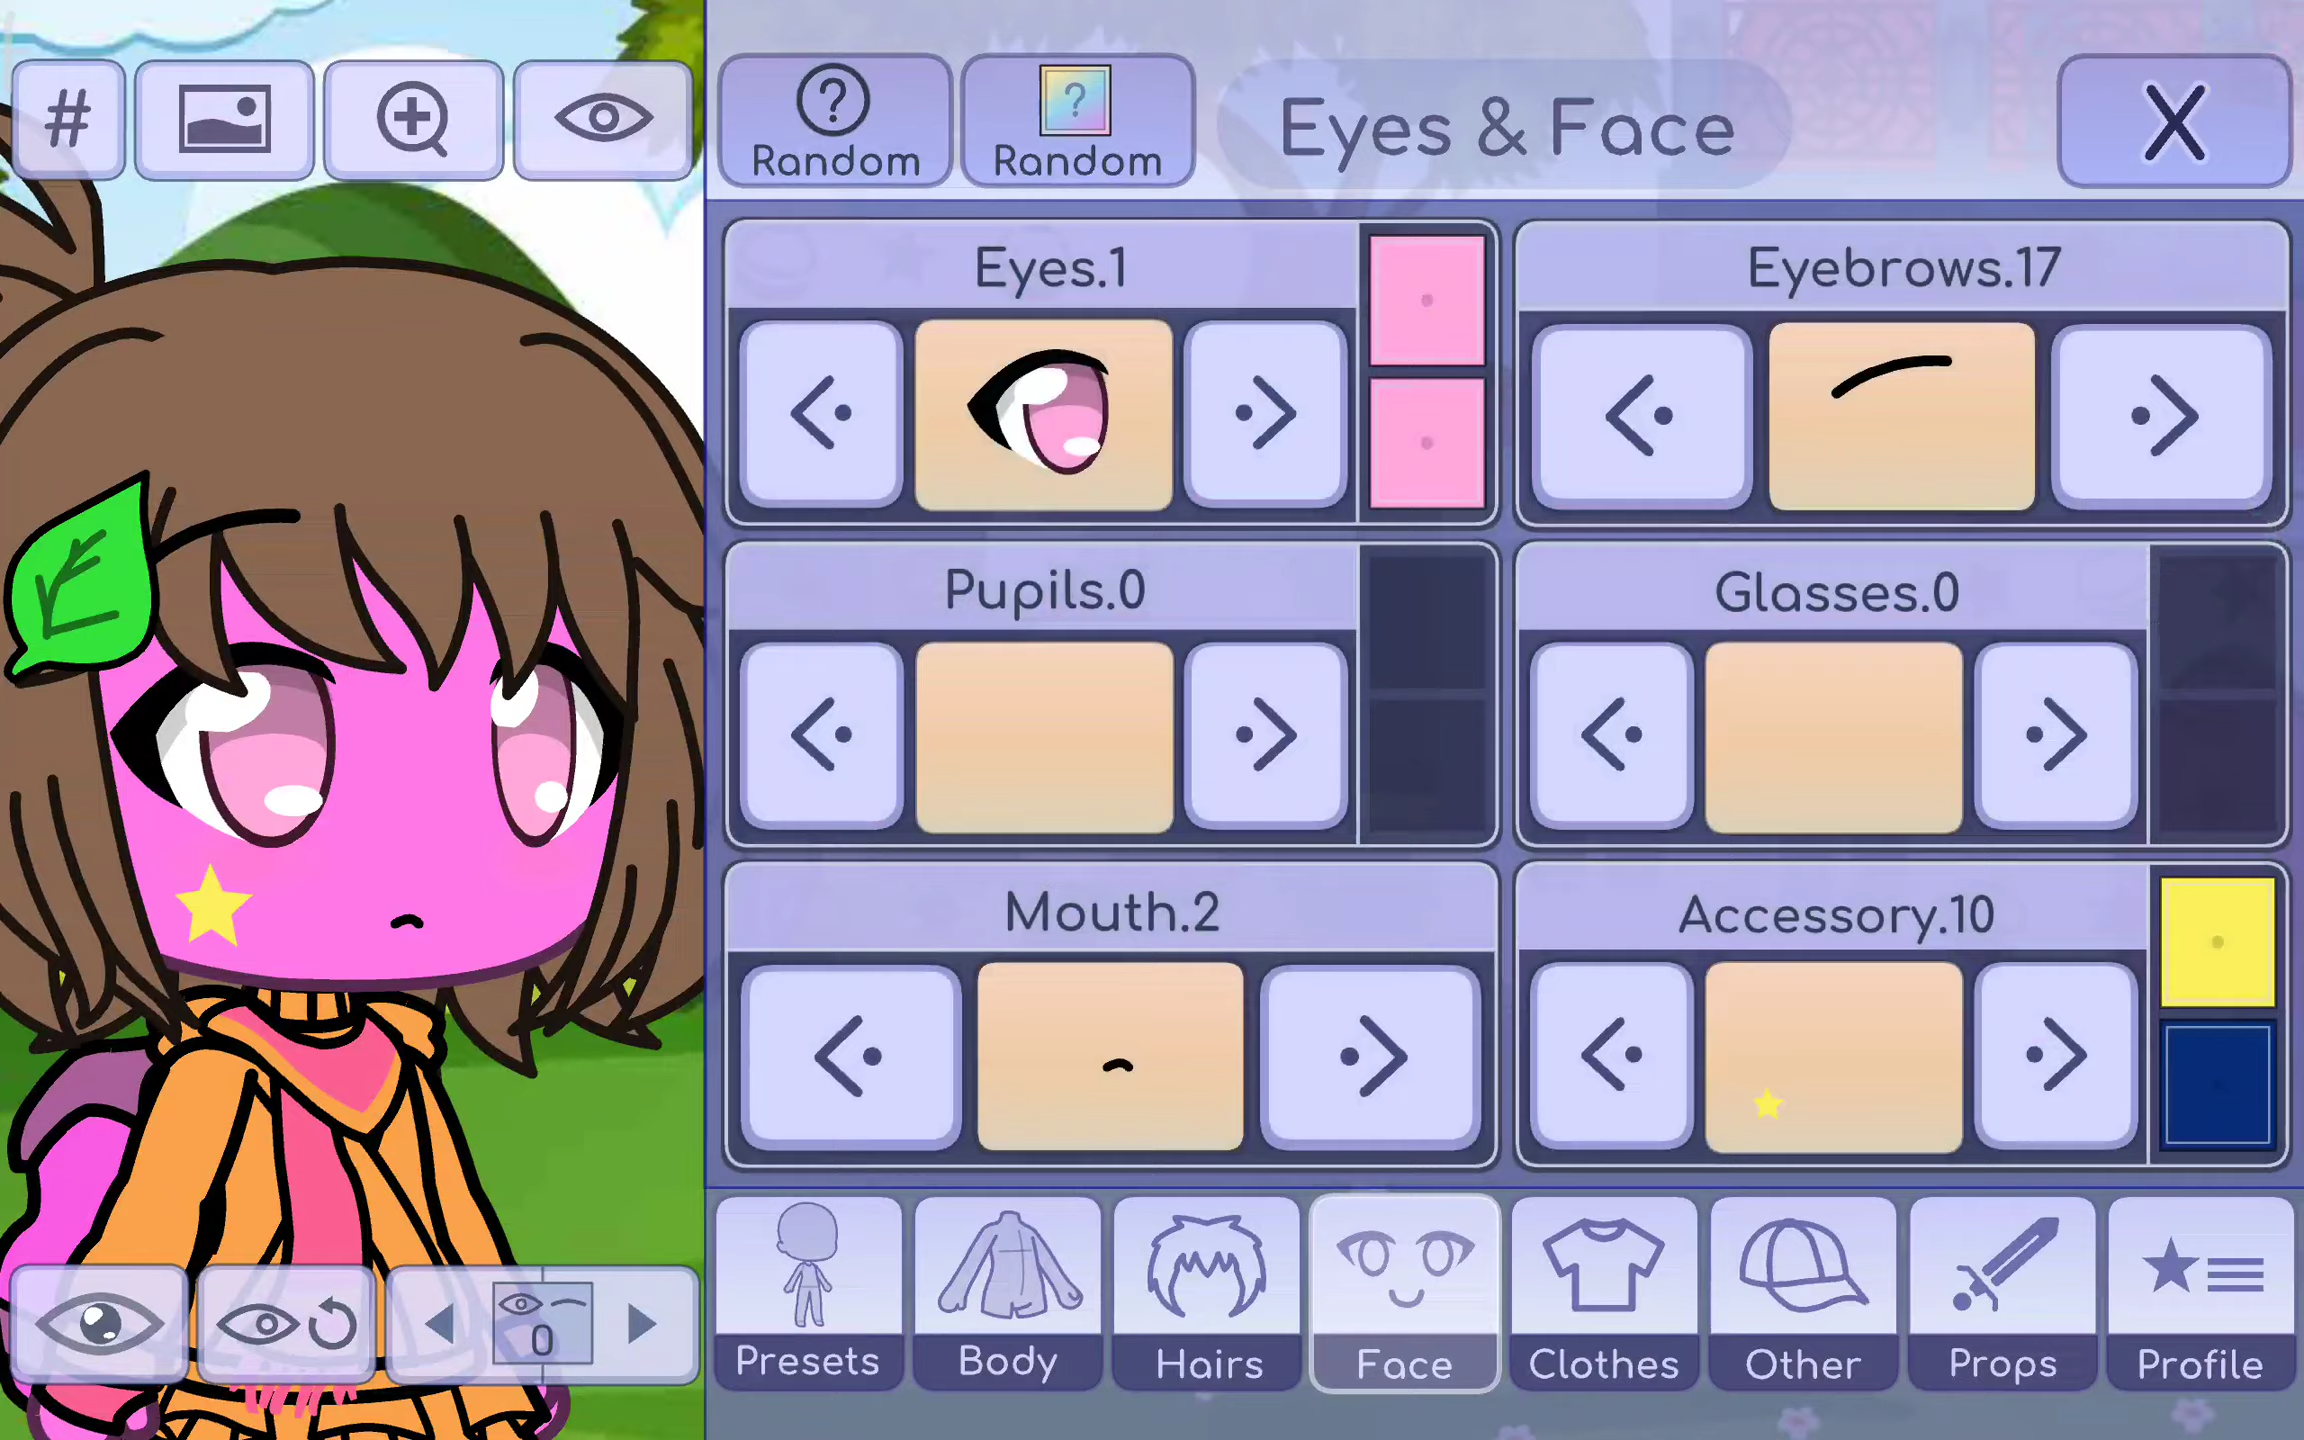 #
?
Random
?
Random
Eyes & Face
X
Eyes.1
Eyebrows.17
Pupils.0
Glasses.0
Mouth.2
Accessory.10
0
Presets
Body
Hairs
Face
Clothes
Other
Props
Profile